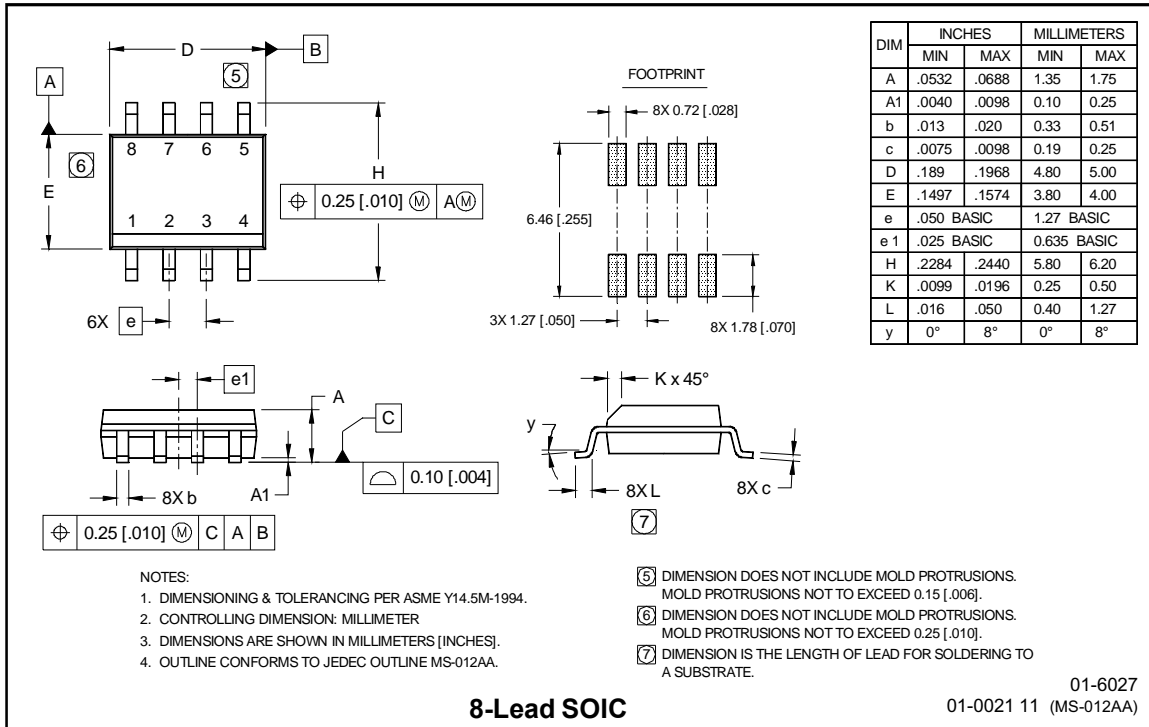 D
B
5
A
6
8 7 6 5
E
1 2 3 4
H
⌖ 0.25 [.010] Ⓜ A Ⓜ
6X e
FOOTPRINT
8X 0.72 [.028]
6.46 [.255]
3X 1.27 [.050]
8X 1.78 [.070]
DIM INCHES MILLIMETERS
MIN MAX MIN MAX
A .0532 .0688 1.35 1.75
A1 .0040 .0098 0.10 0.25
b .013 .020 0.33 0.51
c .0075 .0098 0.19 0.25
D .189 .1968 4.80 5.00
E .1497 .1574 3.80 4.00
e .050 BASIC 1.27 BASIC
e 1 .025 BASIC 0.635 BASIC
H .2284 .2440 5.80 6.20
K .0099 .0196 0.25 0.50
L .016 .050 0.40 1.27
y 0° 8° 0° 8°
e1
A
C
0.10 [.004]
8X b
A1
⌖ 0.25 [.010] Ⓜ C A B
K x 45°
y
8X L
7
8X c
NOTES:
1. DIMENSIONING & TOLERANCING PER ASME Y14.5M-1994.
2. CONTROLLING DIMENSION: MILLIMETER
3. DIMENSIONS ARE SHOWN IN MILLIMETERS [INCHES].
4. OUTLINE CONFORMS TO JEDEC OUTLINE MS-012AA.
5 DIMENSION DOES NOT INCLUDE MOLD PROTRUSIONS.
MOLD PROTRUSIONS NOT TO EXCEED 0.15 [.006].
6 DIMENSION DOES NOT INCLUDE MOLD PROTRUSIONS.
MOLD PROTRUSIONS NOT TO EXCEED 0.25 [.010].
7 DIMENSION IS THE LENGTH OF LEAD FOR SOLDERING TO
A SUBSTRATE.
8-Lead SOIC
01-6027
01-0021 11 (MS-012AA)